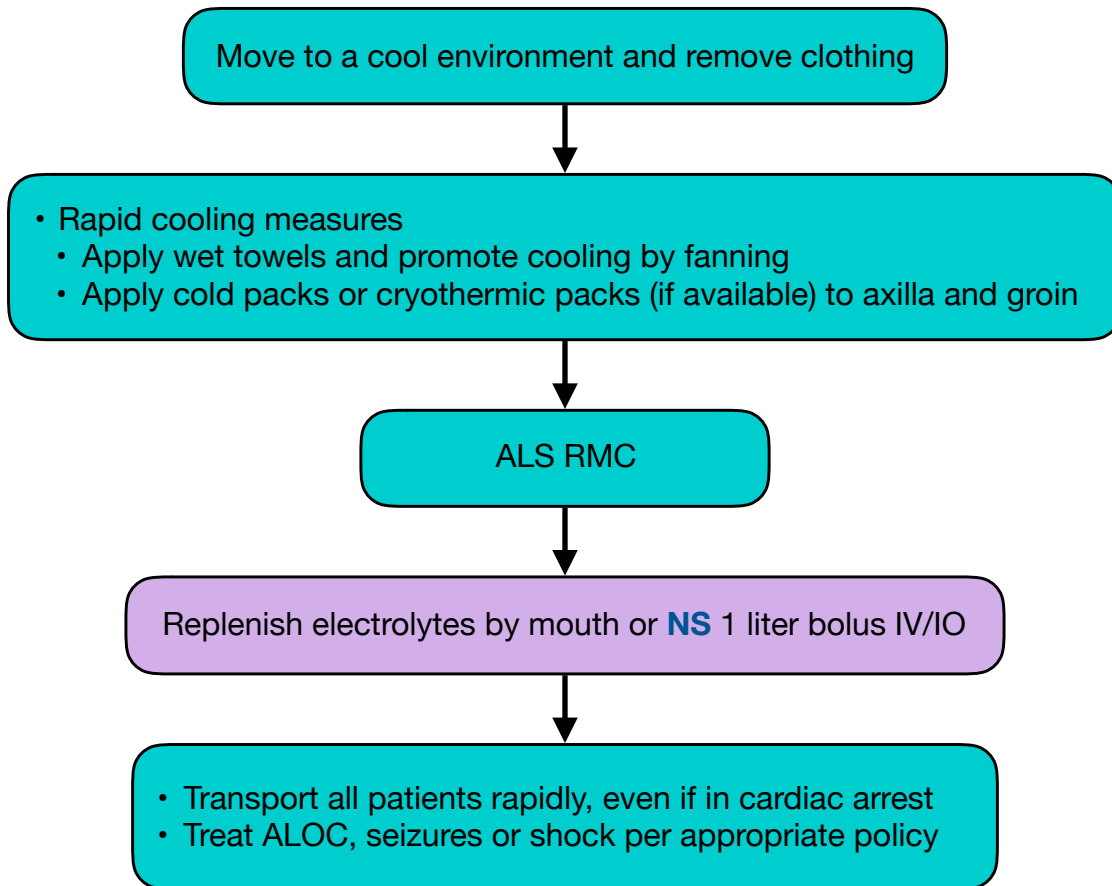 Move to a cool environment and remove clothing
• Rapid cooling measures
• Apply wet towels and promote cooling by fanning
• Apply cold packs or cryothermic packs (if available) to axilla and groin
ALS RMC
Replenish electrolytes by mouth or NS 1 liter bolus IV/IO
• Transport all patients rapidly, even if in cardiac arrest
• Treat ALOC, seizures or shock per appropriate policy